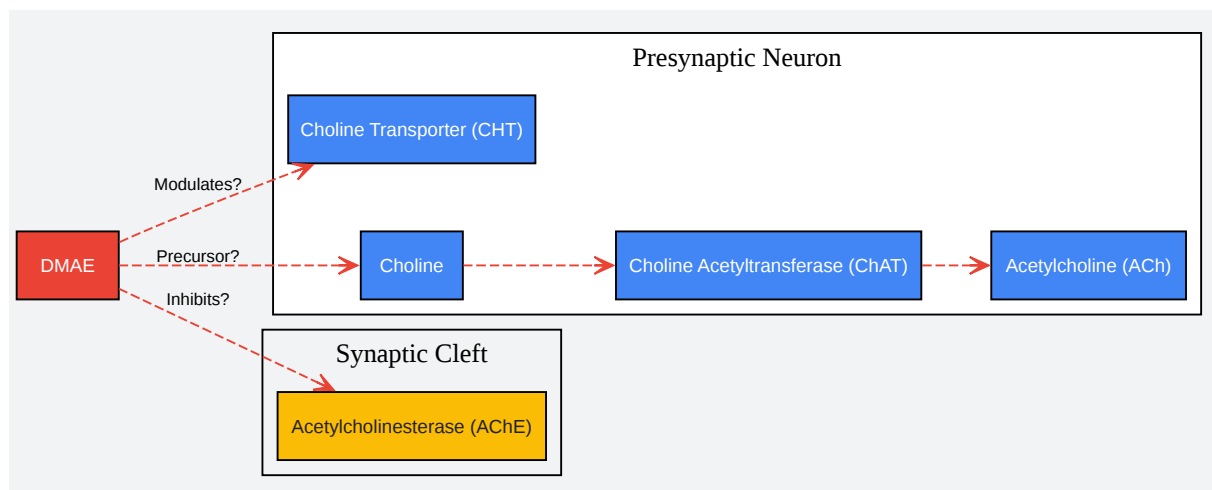 Presynaptic Neuron
Choline Transporter (CHT)
Modulates?
DMAE
Precursor?
Choline
Choline Acetyltransferase (ChAT)
Acetylcholine (ACh)
Inhibits?
Synaptic Cleft
Acetylcholinesterase (AChE)